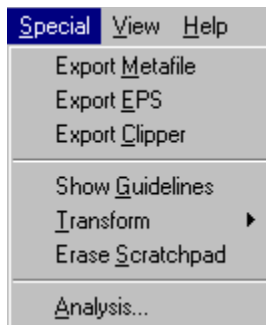 Special View Help
Export Metafile
Export EPS
Export Clipper
Show Guidelines
Transform
Erase Scratchpad
Analysis...